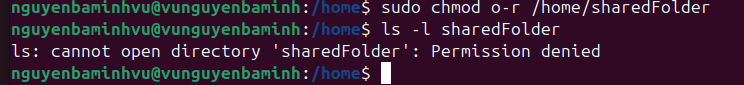 nguyenbaminhvu@vunguyenbaminh:/home$ sudo chmod o-r /home/sharedFolder
nguyenbaminhvu@vunguyenbaminh:/home$ ls -l sharedFolder
ls: cannot open directory 'sharedFolder': Permission denied
nguyenbaminhvu@vunguyenbaminh:/home$